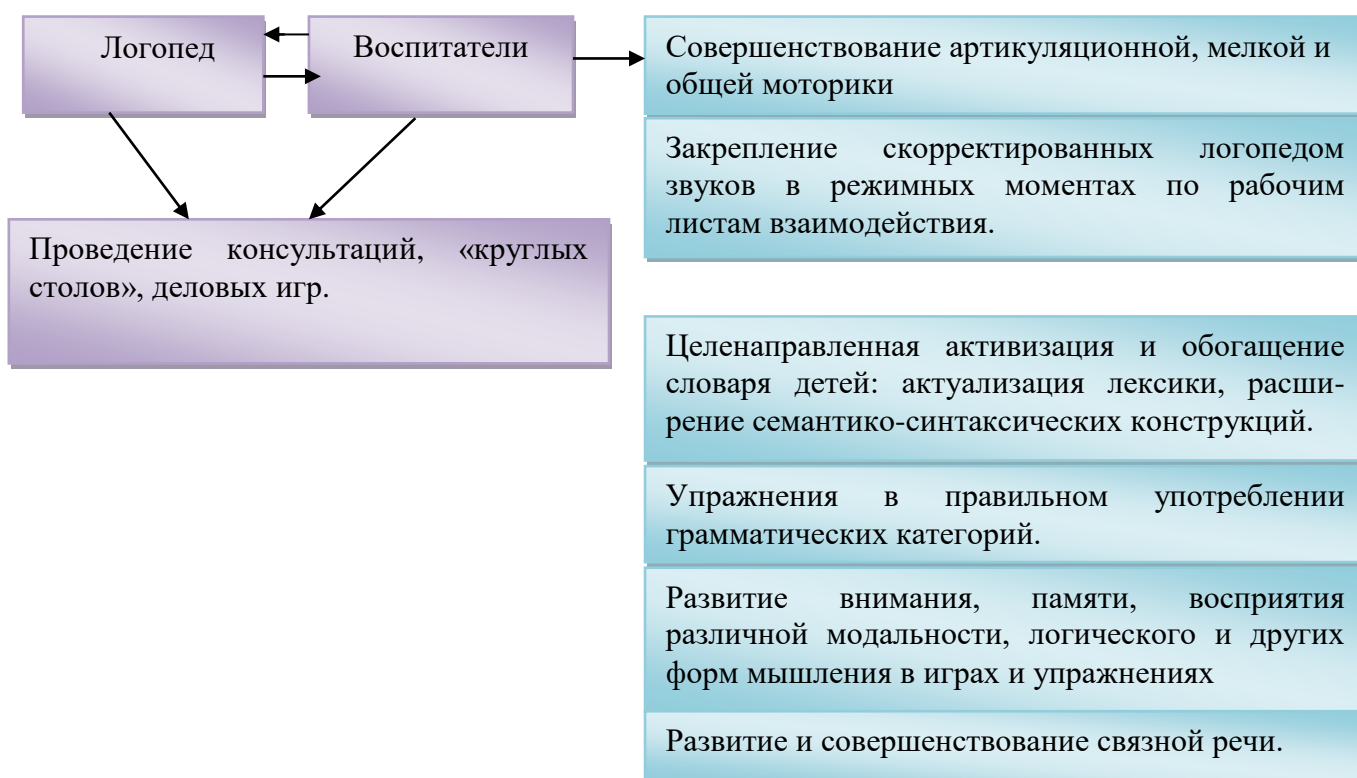 Логопед
Воспитатели
Совершенствование артикуляционной, мелкой и
общей моторики
Закрепление скорректированных логопедом
звуков в режимных моментах по рабочим
листам взаимодействия.
Проведение консультаций, «круглых
столов», деловых игр.
Целенаправленная активизация и обогащение
словаря детей: актуализация лексики, расши-
рение семантико-синтаксических конструкций.
Упражнения в правильном употреблении
грамматических категорий.
Развитие внимания, памяти, восприятия
различной модальности, логического и других
форм мышления в играх и упражнениях
Развитие и совершенствование связной речи.